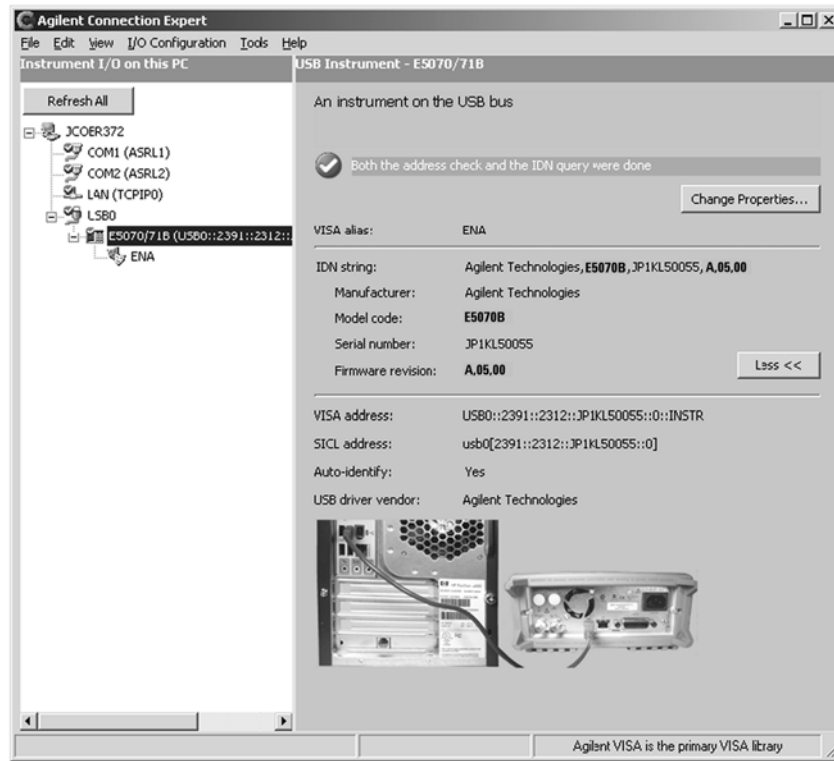 Agilent Connection Expert
File Edit View I/O Configuration Tools Help
Instrument I/O on this PC
USB Instrument - E5070/71B
Refresh All
JCOER372
COM1 (ASRL1)
COM2 (ASRL2)
LAN (TCPIP0)
LSB0
E5070/71B (USB0::2391::2312::
ENA
An instrument on the USB bus
Both the address check and the IDN query were done
Change Properties...
VISA alias: ENA
IDN string: Agilent Technologies,E5070B,JP1KL50055, A,05,00
Manufacturer: Agilent Technologies
Model code: E5070B
Serial number: JP1KL50055
Firmware revision: A,05,00
Less <<
VISA address: USB0::2391::2312::JP1KL50055::0::INSTR
SICL address: usb0[2391::2312::JP1KL50055::0]
Auto-identify: Yes
USB driver vendor: Agilent Technologies
Agilent VISA is the primary VISA library